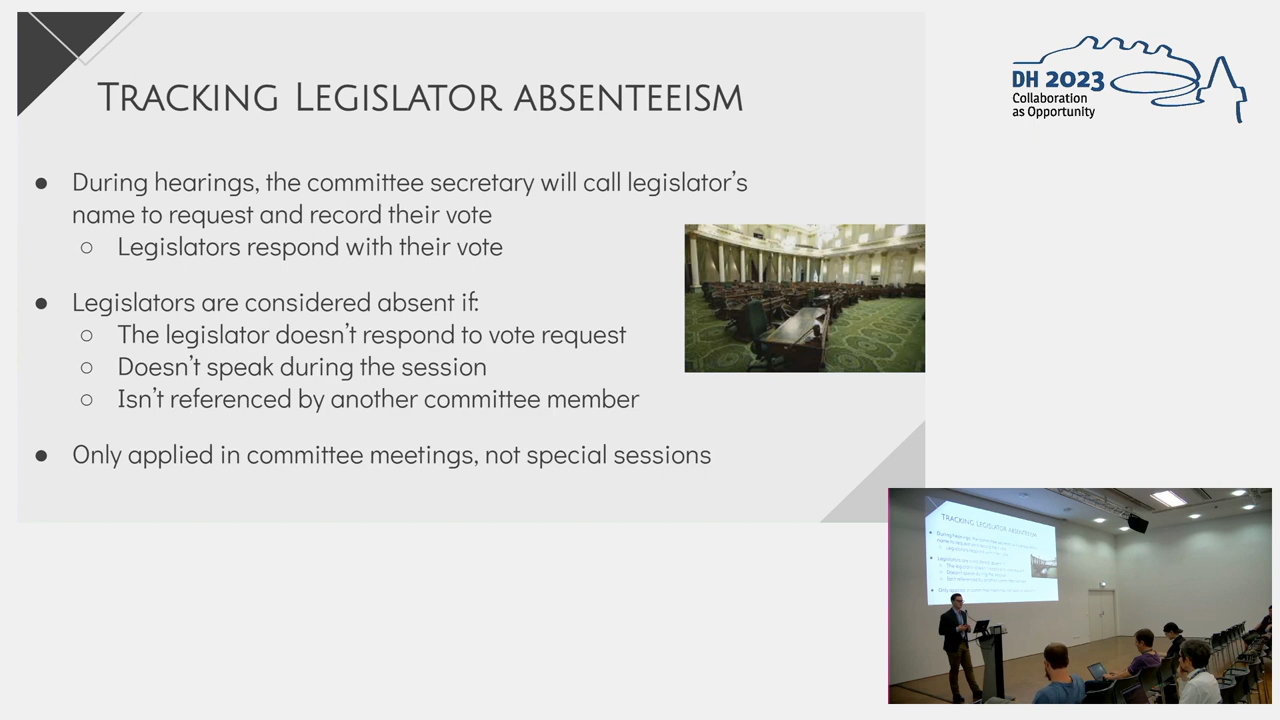 TRACKING LEGISLATOR ABSENTEEISM
● During hearings, the committee secretary will call legislator’s
name to request and record their vote
○ Legislators respond with their vote
● Legislators are considered absent if:
○ The legislator doesn’t respond to vote request
○ Doesn’t speak during the session
○ Isn’t referenced by another committee member
● Only applied in committee meetings, not special sessions
DH 2023
Collaboration
as Opportunity
TRACKING LEGISLATOR ABSENTEEISM